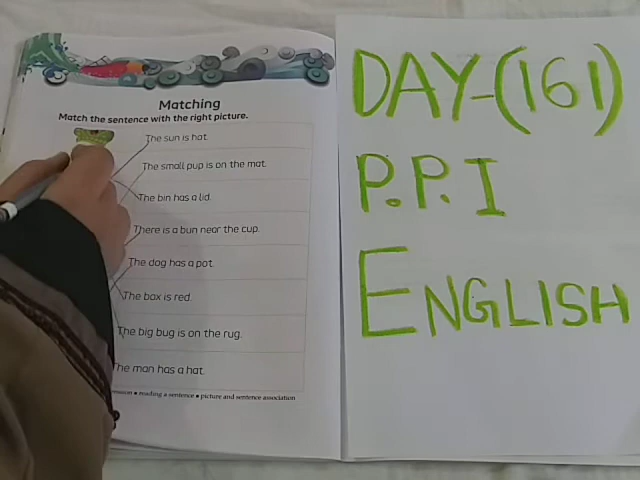 Matching
Match the sentence with the right picture.
The sun is hot.
The small pup is on the mat.
The bin has a lid.
There is a bun near the cup.
The dog has a pot.
The box is red.
The big bug is on the rug.
The man has a hat.
• reading a sentence • picture and sentence association
DAY-(161)
P.P.I
ENGLISH